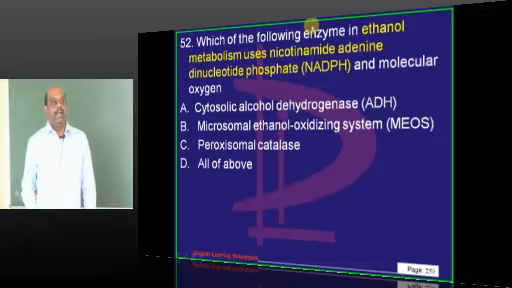 52. Which of the following enzyme in ethanol
metabolism uses nicotinamide adenine
dinucleotide phosphate (NADPH) and molecular
oxygen
A. Cytosolic alcohol dehydrogenase (ADH)
B. Microsomal ethanol-oxidizing system (MEOS)
C. Peroxisomal catalase
D. All of above
Page 250